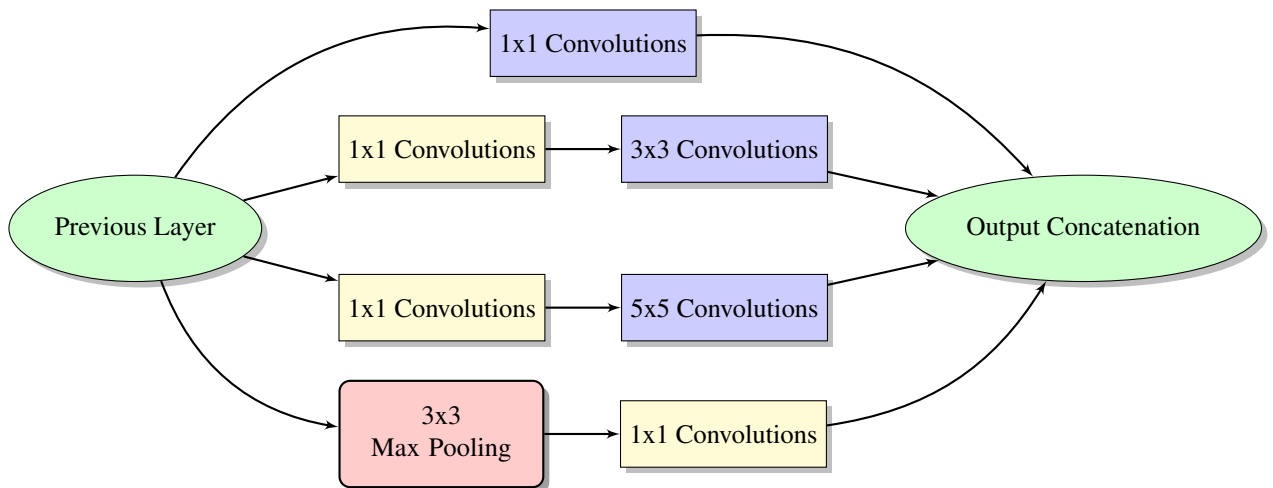 1x1 Convolutions
1x1 Convolutions
3x3 Convolutions
Previous Layer
Output Concatenation
1x1 Convolutions
5x5 Convolutions
3x3
Max Pooling
1x1 Convolutions